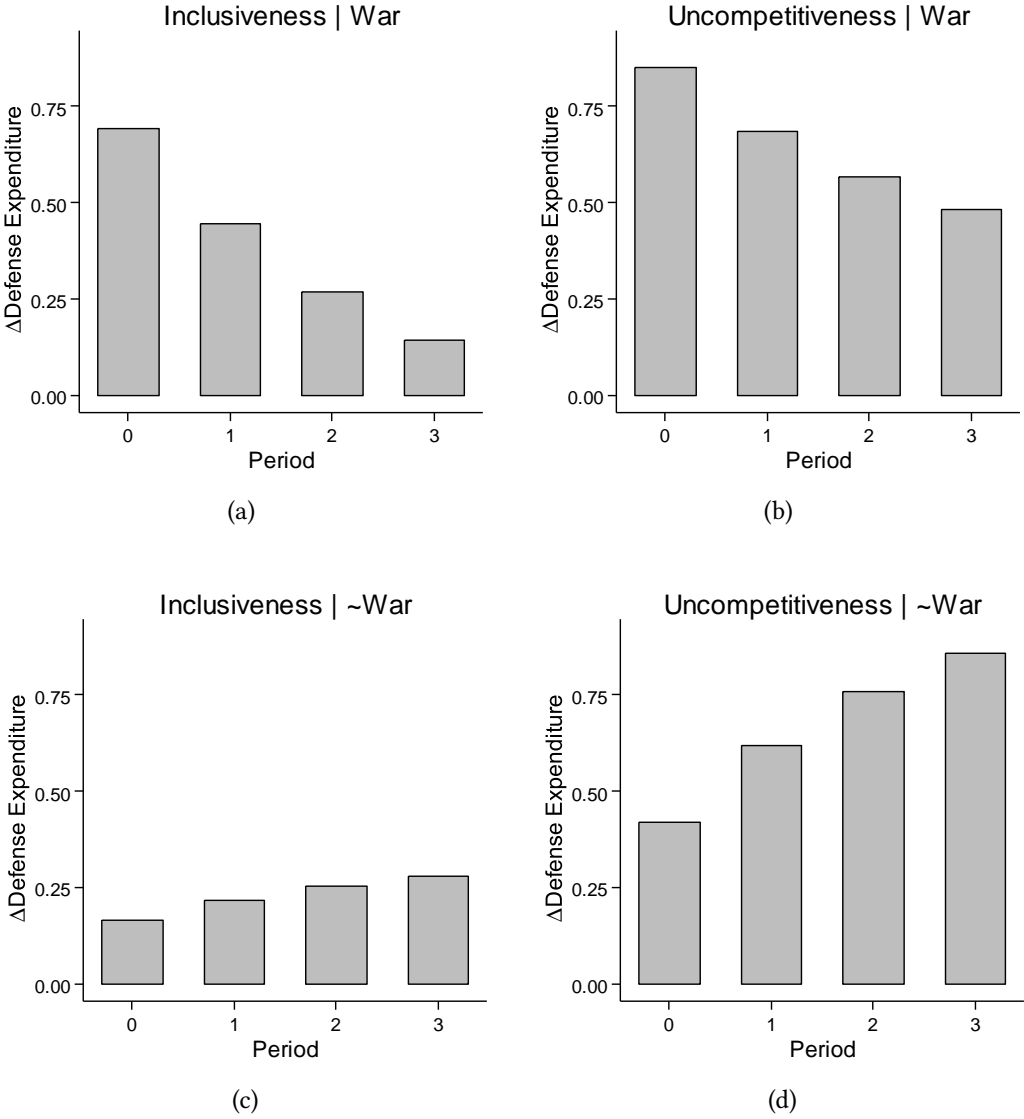 Inclusiveness | War
ΔDefense Expenditure
0.75
0.50
0.25
0.00
0 1 2 3
Period
(a)
Uncompetitiveness | War
ΔDefense Expenditure
0.75
0.50
0.25
0.00
0 1 2 3
Period
(b)
Inclusiveness | ~War
ΔDefense Expenditure
0.75
0.50
0.25
0.00
0 1 2 3
Period
(c)
Uncompetitiveness | ~War
ΔDefense Expenditure
0.75
0.50
0.25
0.00
0 1 2 3
Period
(d)